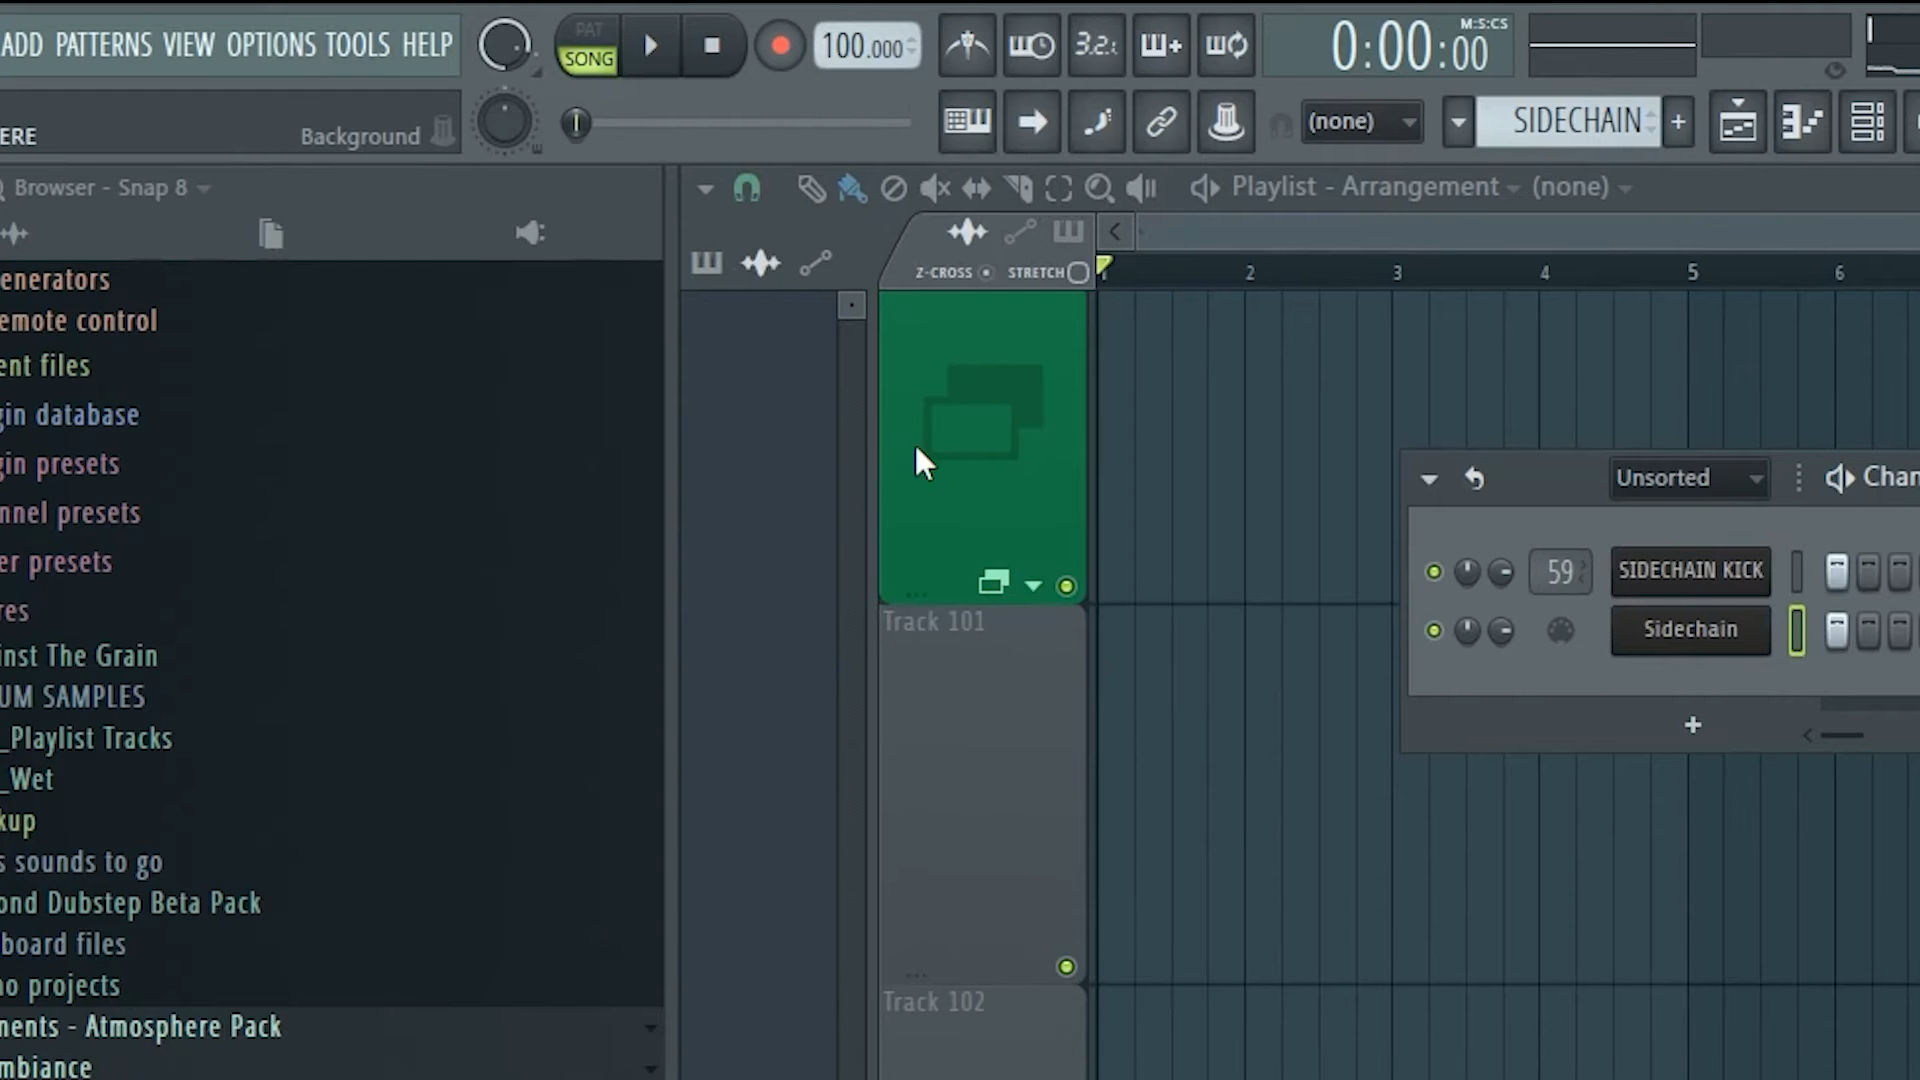 ADD PATTERNS VIEW OPTIONS TOOLS HELP
PAT
SONG
100.000
3.2.
M:S:CS
0:00:00
ERE
Background
(none)
SIDECHAIN
+
Browser - Snap 8
Playlist - Arrangement
(none)
Z-CROSS
STRETCH
2
3
4
5
6
enerators
emote control
ent files
gin database
gin presets
nnel presets
er presets
res
inst The Grain
UM SAMPLES
_Playlist Tracks
_Wet
kup
s sounds to go
ond Dubstep Beta Pack
board files
no projects
ments - Atmosphere Pack
mbiance
Track 101
Track 102
Unsorted
Chan
59
SIDECHAIN KICK
Sidechain
+